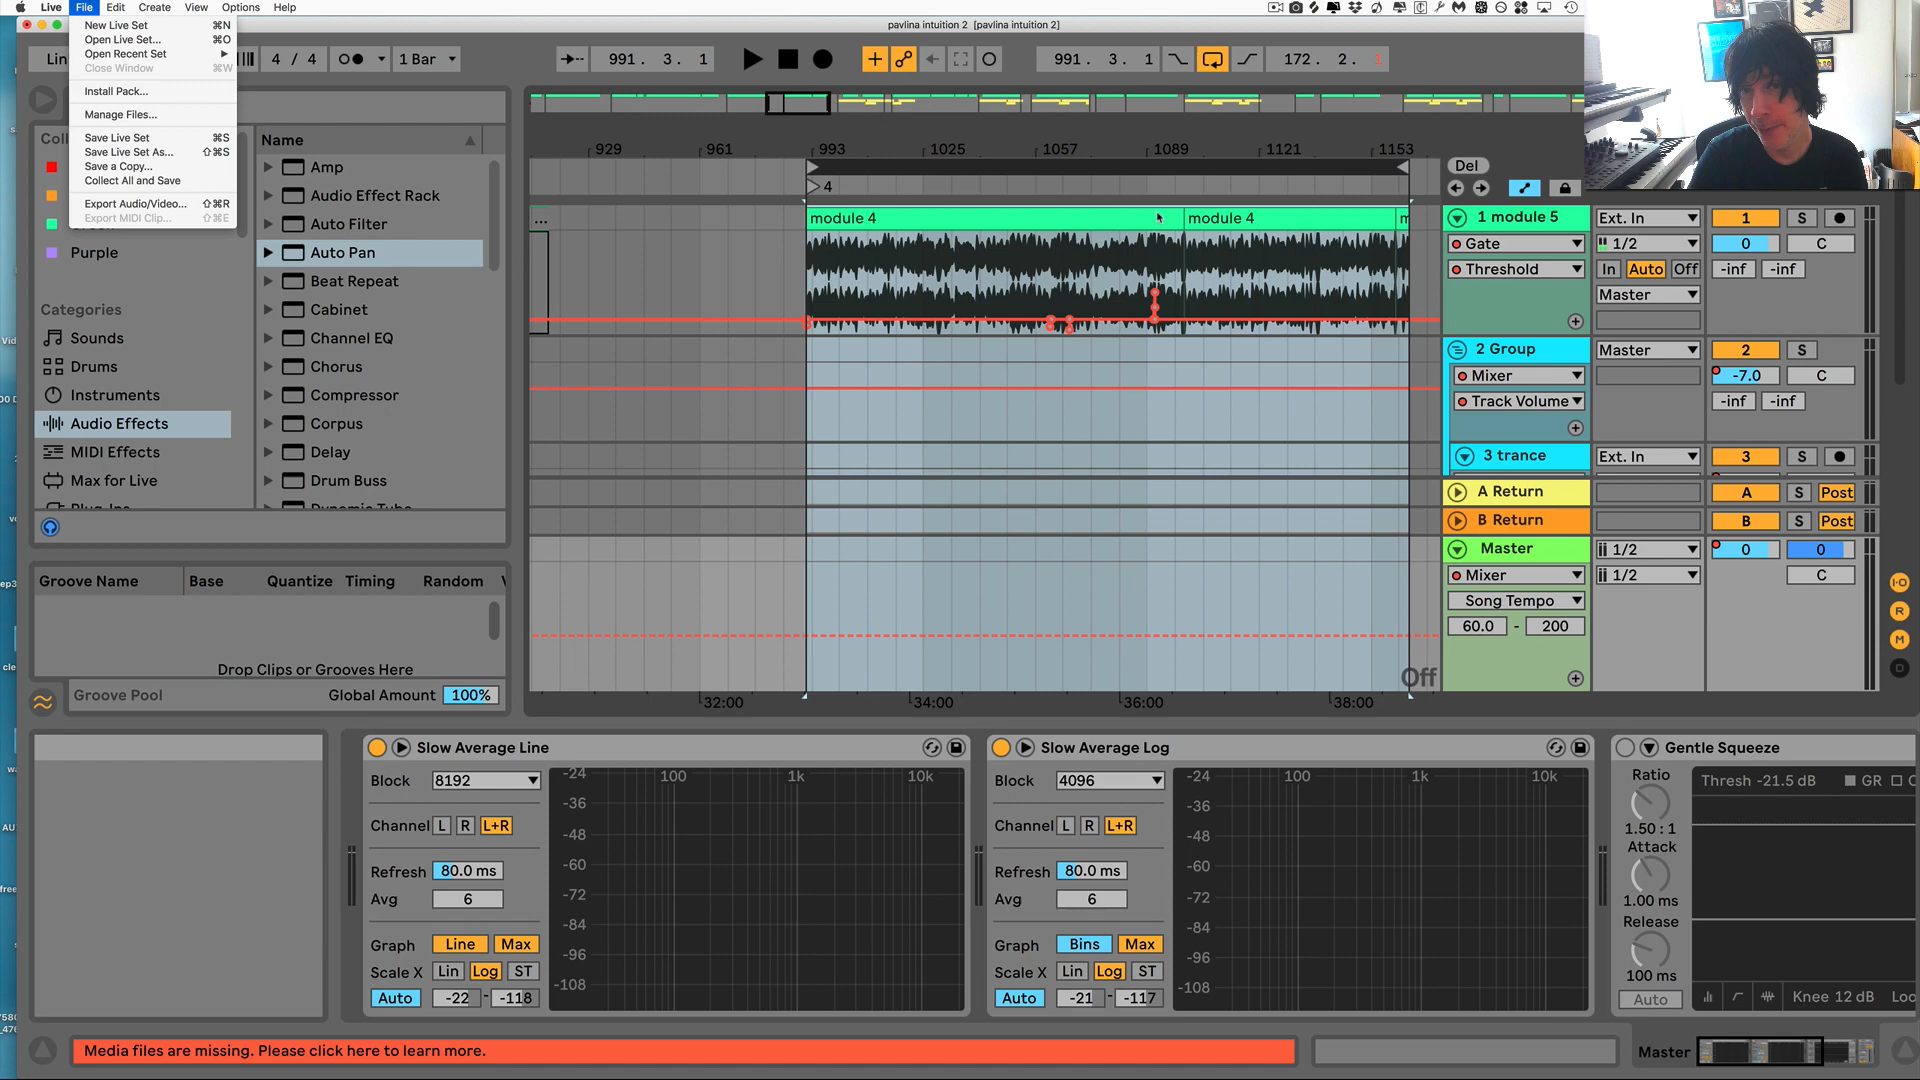 Live File Edit Create View Options Help
pavlina intuition 2 [pavlina intuition 2]
New Live Set ⌘N
Open Live Set... ⌘O
Open Recent Set
Close Window ⌘W
Install Pack...
Manage Files...
Save Live Set ⌘S
Save Live Set As... ⇧⌘S
Save a Copy...
Collect All and Save
Export Audio/Video... ⇧⌘R
Export MIDI Clip... ⇧⌘E
Lin 4 / 4 1 Bar 991. 3. 1 991. 3. 1 172. 2. 1
Purple
Categories
Sounds
Drums
Instruments
Audio Effects
MIDI Effects
Max for Live
Name
Amp
Audio Effect Rack
Auto Filter
Auto Pan
Beat Repeat
Cabinet
Channel EQ
Chorus
Compressor
Corpus
Delay
Drum Buss
Dynamic Tube
Groove Name Base Quantize Timing Random
Drop Clips or Grooves Here
Groove Pool Global Amount 100%
929 961 993 1025 1057 1089 1121 1153
4
... module 4 module 4 m
Off
32:00 34:00 36:00 38:00
Del
1 module 5 Ext. In 1 S
Gate 1/2 0 C
Threshold In Auto Off -inf -inf
Master
2 Group Master 2 S
Mixer -7.0 C
Track Volume -inf -inf
3 trance Ext. In 3 S
A Return A S Post
B Return B S Post
Master 1/2 0 0
Mixer 1/2 C
Song Tempo
60.0 - 200
I·O
R
M
D
Slow Average Line
Block 8192
Channel L R L+R
Refresh 80.0 ms
Avg 6
Graph Line Max
Scale X Lin Log ST
Auto -22 - -118
100 1k 10k
-24
-36
-48
-60
-72
-84
-96
-108
Slow Average Log
Block 4096
Channel L R L+R
Refresh 80.0 ms
Avg 6
Graph Bins Max
Scale X Lin Log ST
Auto -21 - -117
100 1k 10k
-24
-36
-48
-60
-72
-84
-96
-108
Gentle Squeeze
Ratio
1.50 : 1
Attack
1.00 ms
Release
100 ms
Auto
Thresh -21.5 dB GR
Knee 12 dB
Media files are missing. Please click here to learn more.
Master